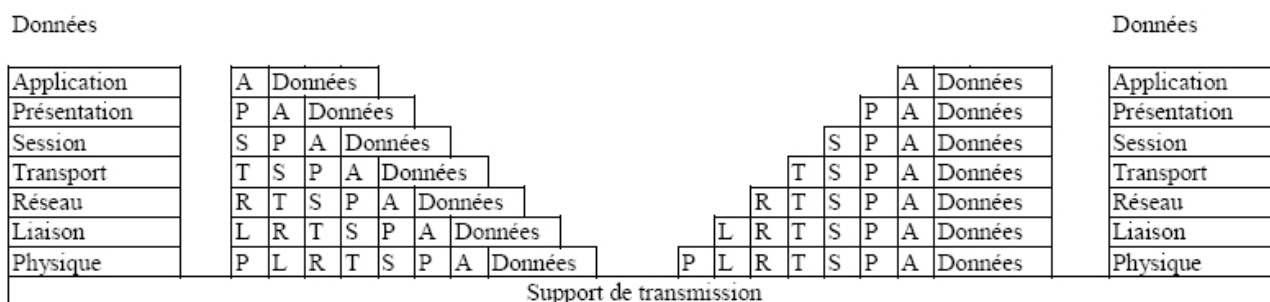 Données Données
Application A Données A Données Application
Présentation P A Données P A Données Présentation
Session S P A Données S P A Données Session
Transport T S P A Données T S P A Données Transport
Réseau R T S P A Données R T S P A Données Réseau
Liaison L R T S P A Données L R T S P A Données Liaison
Physique P L R T S P A Données P L R T S P A Données Physique
Support de transmission